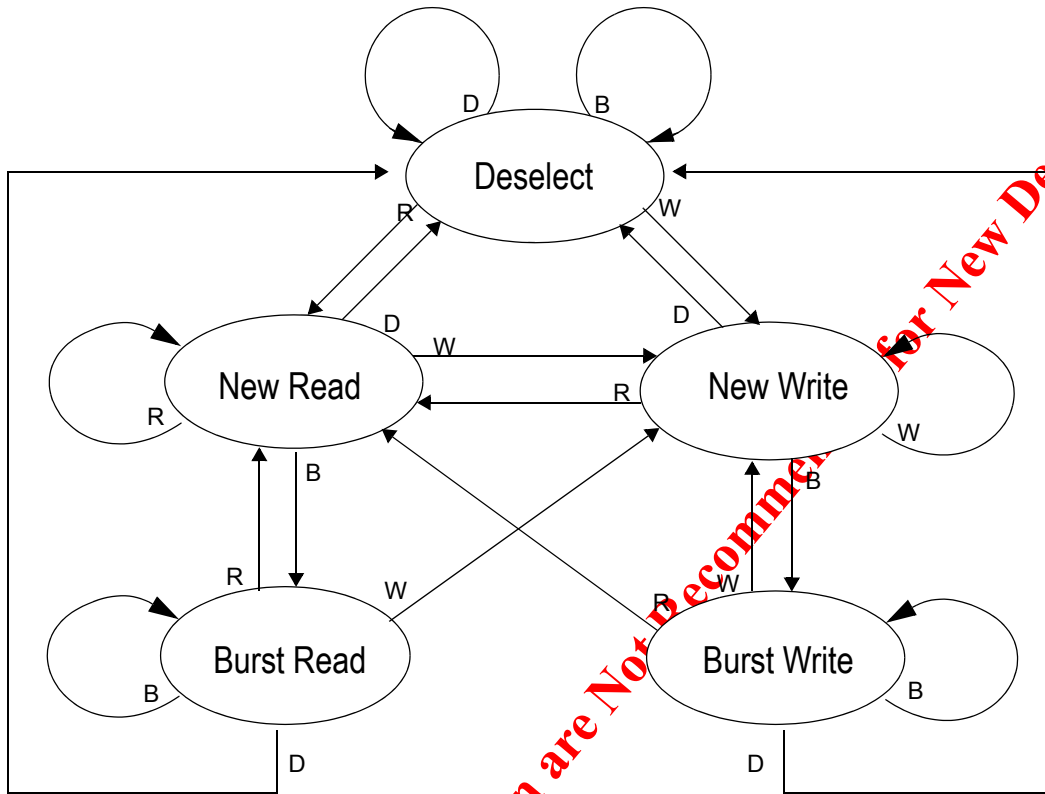 D
B
Deselect
R
W
D
D
W
New Read
R
New Write
R
W
B
B
R
W
R
W
Burst Read
Burst Write
B
B
D
D
n are Not Recommen
for New De